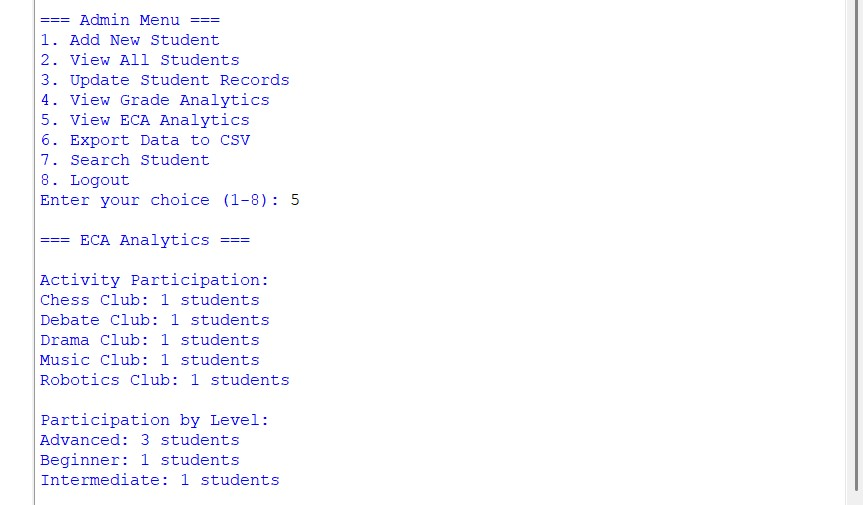 === Admin Menu ===
1. Add New Student
2. View All Students
3. Update Student Records
4. View Grade Analytics
5. View ECA Analytics
6. Export Data to CSV
7. Search Student
8. Logout
Enter your choice (1-8): 5
=== ECA Analytics ===
Activity Participation:
Chess Club: 1 students
Debate Club: 1 students
Drama Club: 1 students
Music Club: 1 students
Robotics Club: 1 students
Participation by Level:
Advanced: 3 students
Beginner: 1 students
Intermediate: 1 students